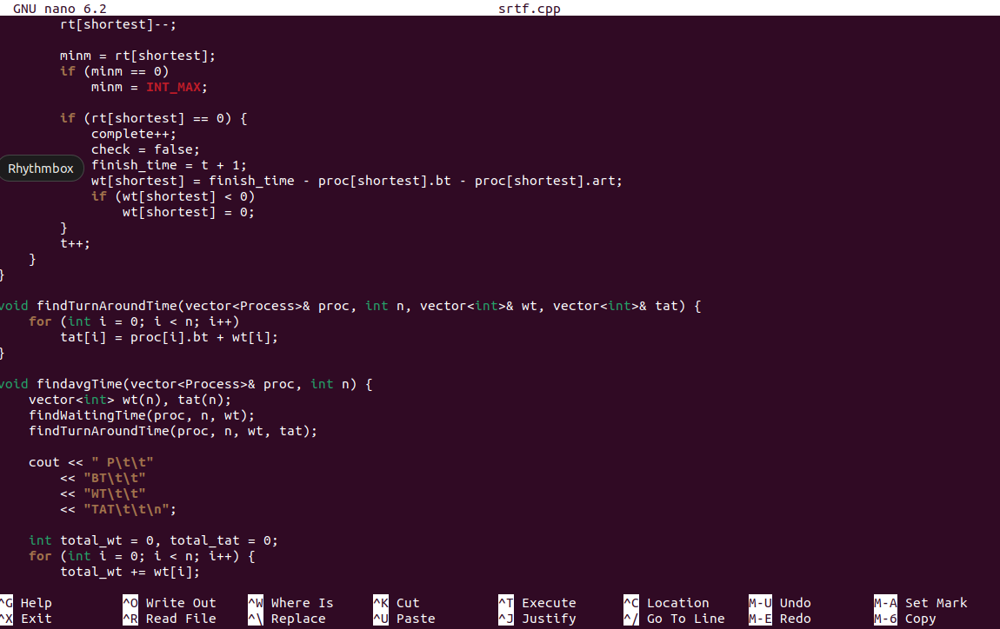 GNU nano 6.2 srtf.cpp
        rt[shortest]--;

        minm = rt[shortest];
        if (minm == 0)
            minm = INT_MAX;

        if (rt[shortest] == 0) {
            complete++;
            check = false;
Rhythmbox
            finish_time = t + 1;
            wt[shortest] = finish_time - proc[shortest].bt - proc[shortest].art;
            if (wt[shortest] < 0)
                wt[shortest] = 0;
        }
        t++;
    }
}

void findTurnAroundTime(vector<Process>& proc, int n, vector<int>& wt, vector<int>& tat) {
    for (int i = 0; i < n; i++)
        tat[i] = proc[i].bt + wt[i];
}

void findavgTime(vector<Process>& proc, int n) {
    vector<int> wt(n), tat(n);
    findWaitingTime(proc, n, wt);
    findTurnAroundTime(proc, n, wt, tat);

    cout << " P\t\t"
        << "BT\t\t"
        << "WT\t\t"
        << "TAT\t\t\n";

    int total_wt = 0, total_tat = 0;
    for (int i = 0; i < n; i++) {
        total_wt += wt[i];

^G Help ^O Write Out ^W Where Is ^K Cut ^T Execute ^C Location M-U Undo M-A Set Mark
^X Exit ^R Read File ^\ Replace ^U Paste ^J Justify ^/ Go To Line M-E Redo M-6 Copy